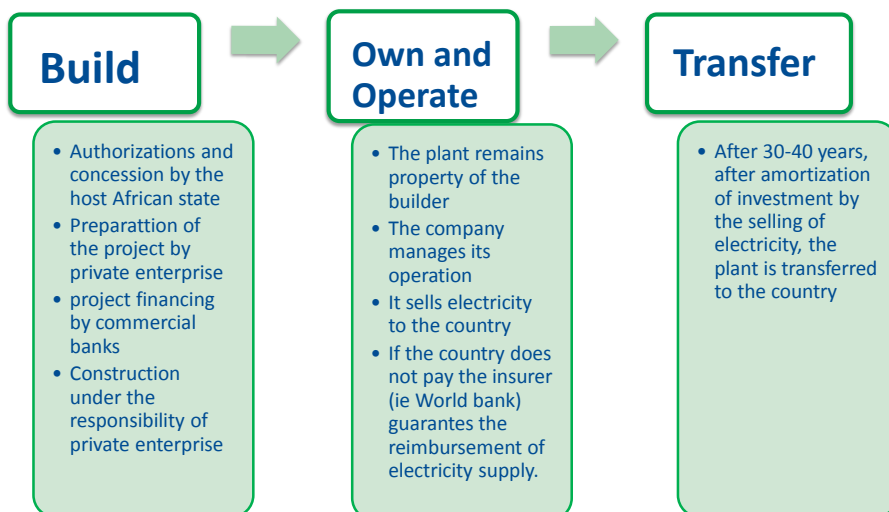 Build
• Authorizations and
concession by the
host African state
• Preparattion of
the project by
private enterprise
• project financing
by commercial
banks
• Construction
under the
responsibility of
private enterprise
Own and
Operate
• The plant remains
property of the
builder
• The company
manages its
operation
• It sells electricity
to the country
• If the country does
not pay the insurer
(ie World bank)
guarantes the
reimbursement of
electricity supply.
Transfer
• After 30-40 years,
after amortization
of investment by
the selling of
electricity, the
plant is transferred
to the country